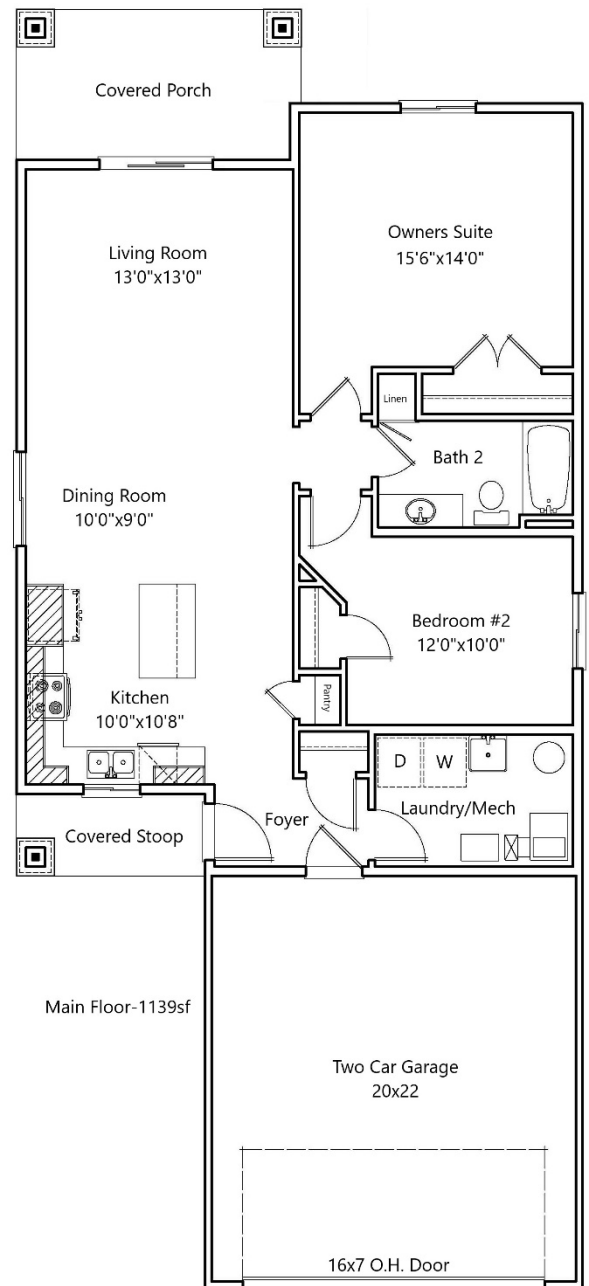 Covered Porch
Owners Suite
15'6"x14'0"
Living Room
13'0"x13'0"
Linen
Bath 2
Dining Room
10'0"x9'0"
Bedroom #2
12'0"x10'0"
Kitchen
10'0"x10'8"
Pantry
D
W
Laundry/Mech
Foyer
Covered Stoop
Main Floor-1139sf
Two Car Garage
20x22
16x7 O.H. Door